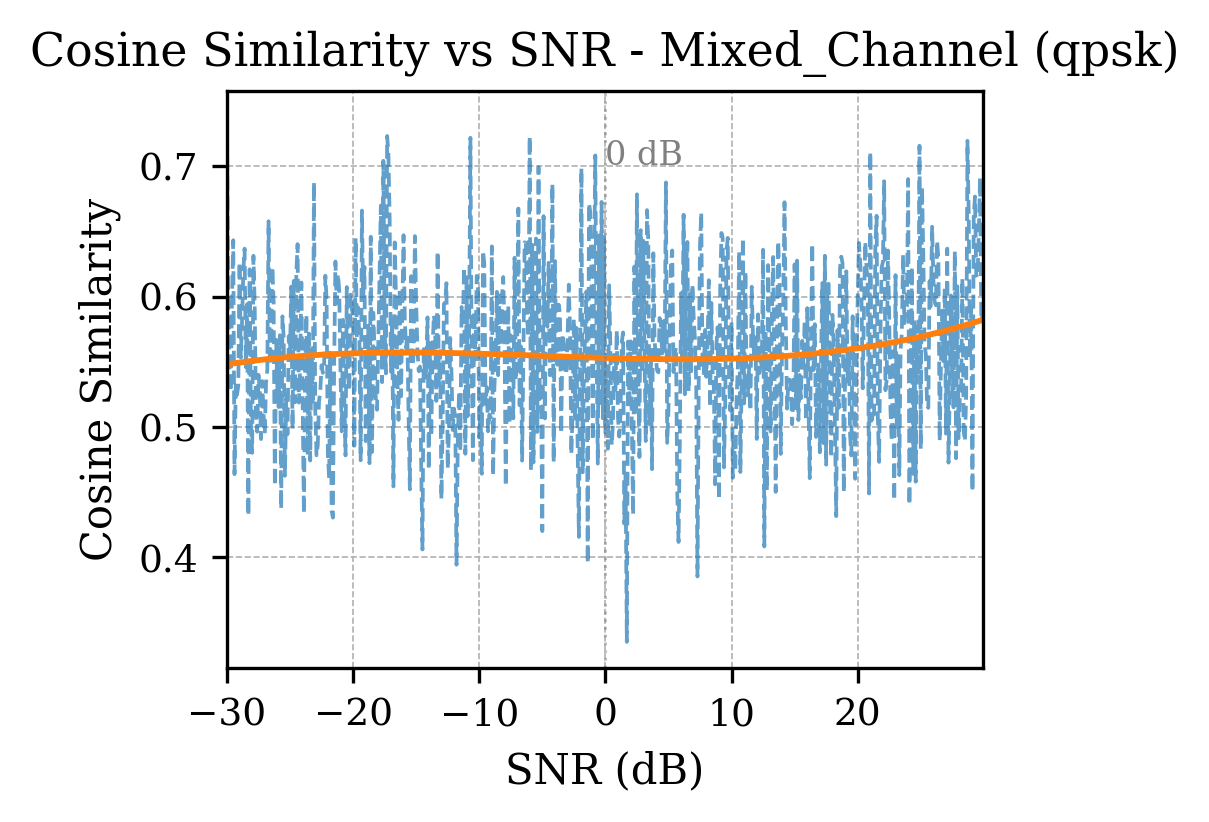 Cosine Similarity vs SNR - Mixed_Channel (qpsk)
0 dB
0.7
0.6
0.5
0.4
Cosine Similarity
−30 −20 −10 0 10 20
SNR (dB)